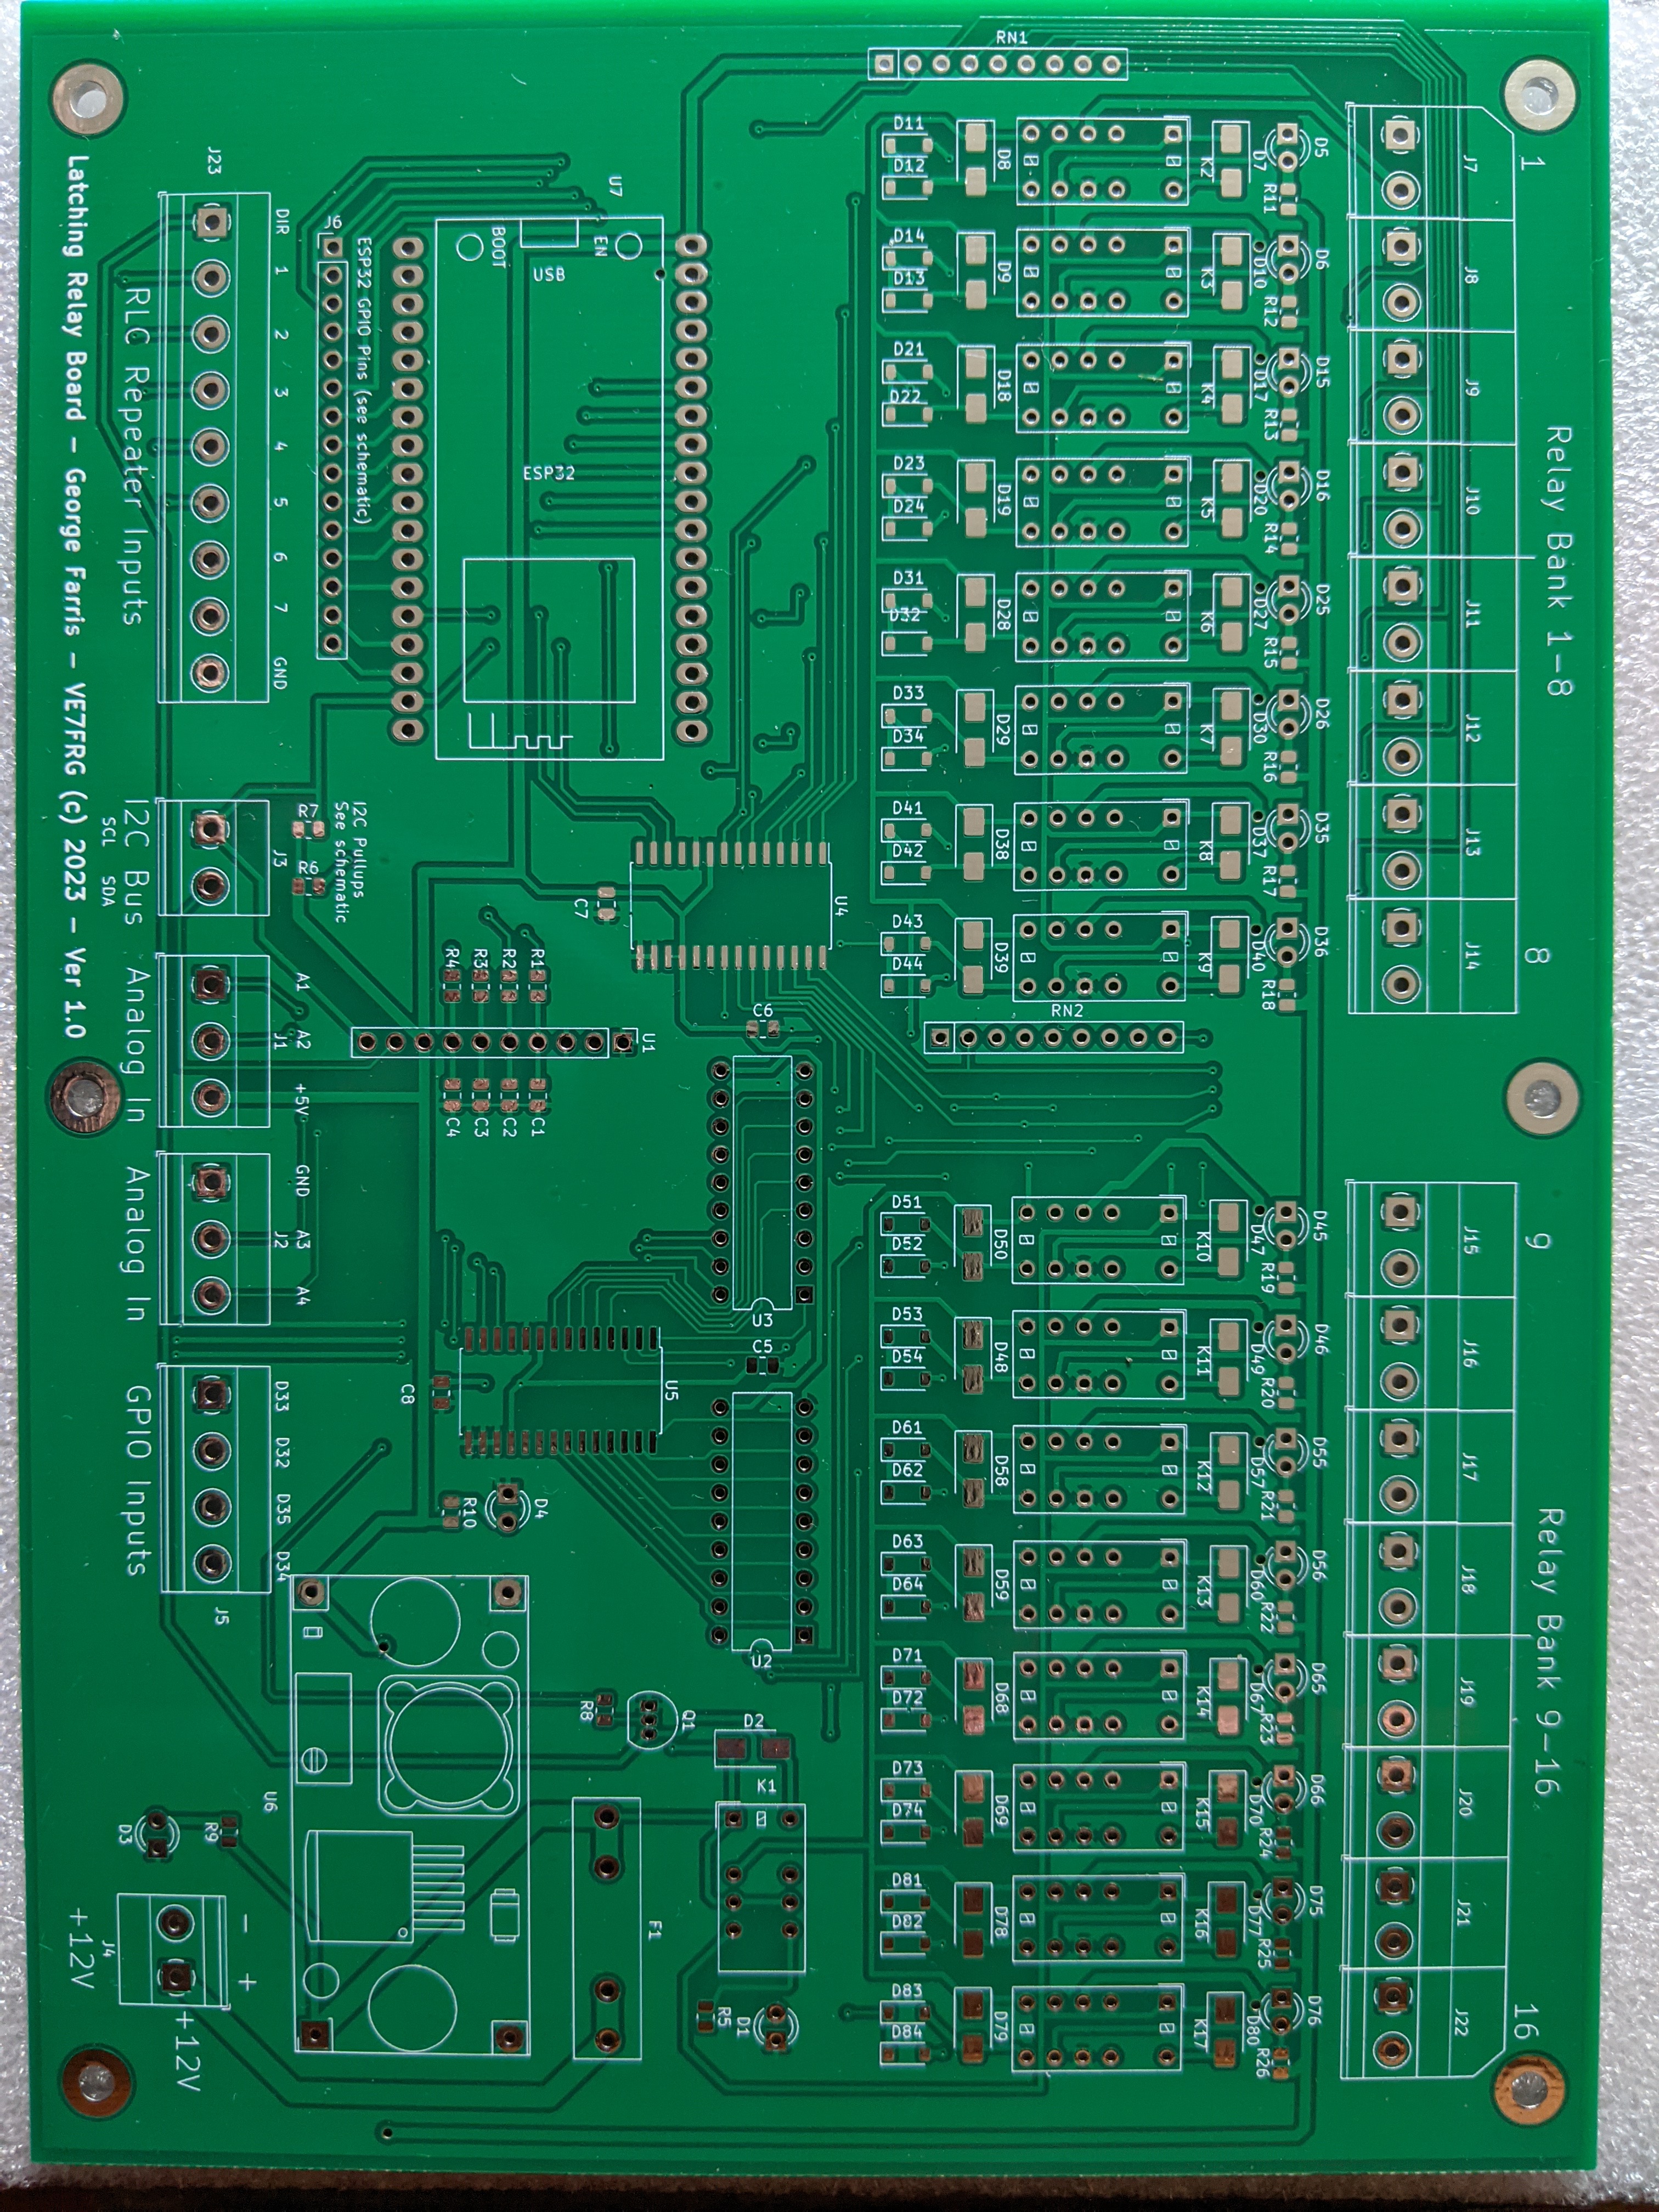 RN1
D11
D12
D8
K2
D7
D5
R11
J7
1
D14
D13
D9
K3
D10
D6
R12
J8
D21
D22
D18
K4
D17
D15
R13
J9
Relay Bank 1-8
D23
D24
D19
K5
D20
D16
R14
J10
D31
D32
D28
K6
D27
D25
R15
J11
D33
D34
D29
K7
D30
D26
R16
J12
D41
D42
D38
K8
D37
D35
R17
J13
D43
D44
D39
K9
D40
D36
R18
J14
8
RN2
U7
BOOT
EN
USB
ESP32
J6
ESP32 GPIO Pins (see schematic)
J23
DIR
1
2
3
4
5
6
7
GND
RLC Repeater Inputs
Latching Relay Board - George Farris - VE7FRG (c) 2023 - Ver 1.0
I2C Pullups
See schematic
R7
R6
J3
I2C Bus
SCL SDA
C7
U4
R4
R3
R2
R1
C6
U1
C4
C3
C2
C1
A1
A2
+5V
J1
Analog In
GND
A3
A4
J2
Analog In
U3
C5
U5
C8
D33
D32
D35
D34
J5
GPIO Inputs
R10
D4
U2
R8
Q1
D2
K1
U6
F1
R5
D1
D3
R9
J4
-
+
+12V
+12V
D51
D52
D50
K10
D47
D45
R19
J15
9
D53
D54
D48
K11
D49
D46
R20
J16
D61
D62
D58
K12
D57
D55
R21
J17
D63
D64
D59
K13
D60
D56
R22
J18
Relay Bank 9-16
D71
D72
D68
K14
D67
D65
R23
J19
D73
D74
D69
K15
D70
D66
R24
J20
D81
D82
D78
K16
D77
D75
R25
J21
D83
D84
D79
K17
D80
D76
R26
J22
16